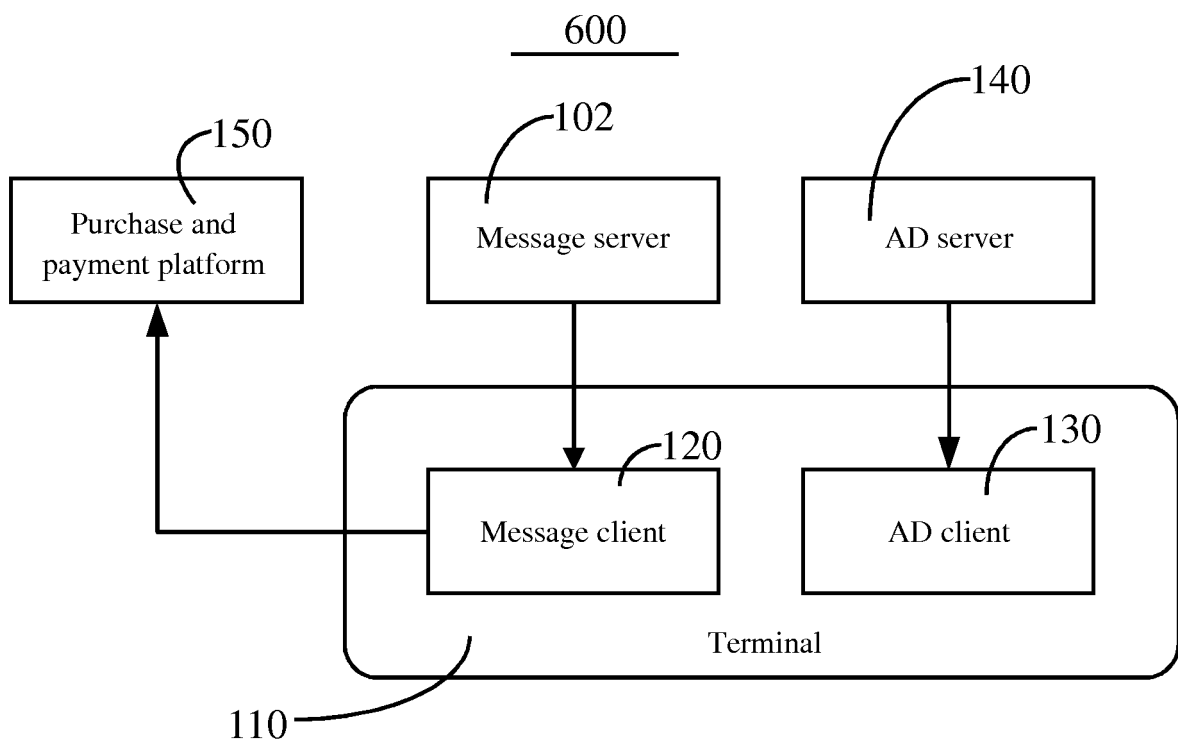 600
150
102
140
Purchase and
payment platform
Message server
AD server
120
130
Message client
AD client
Terminal
110